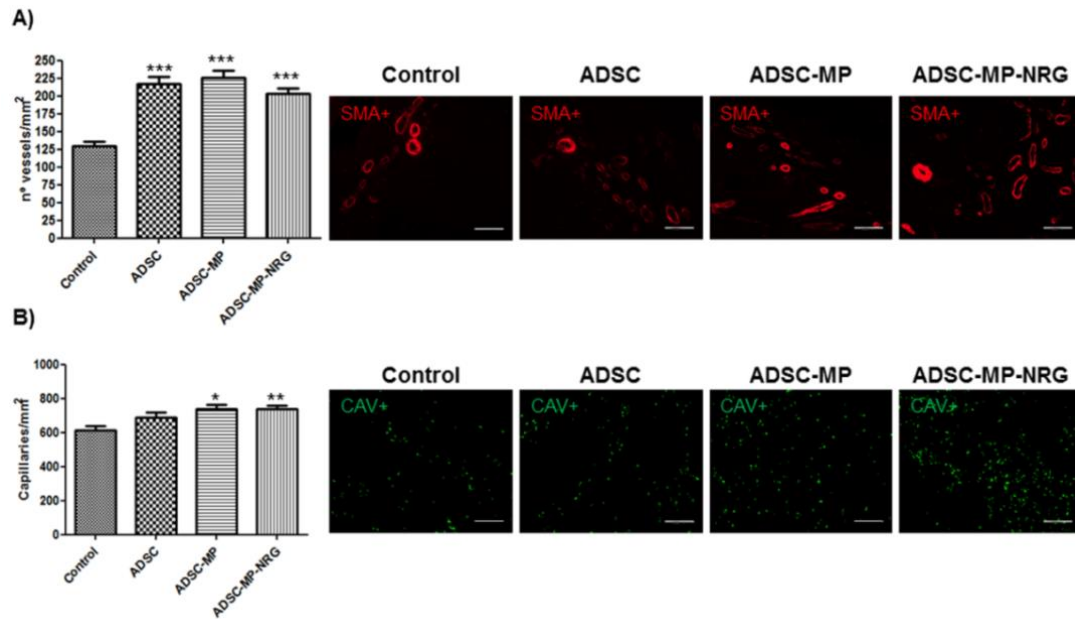 A)
nº vessels/mm2
250
225
200
175
150
125
100
75
50
25
0
***
***
***
Control
ADSC
ADSC-MP
ADSC-MP-NRG
Control
ADSC
ADSC-MP
ADSC-MP-NRG
SMA+
SMA+
SMA+
SMA+
B)
Capillaries/mm2
1000
800
600
400
200
0
*
**
Control
ADSC
ADSC-MP
ADSC-MP-NRG
Control
ADSC
ADSC-MP
ADSC-MP-NRG
CAV+
CAV+
CAV+
CAV+